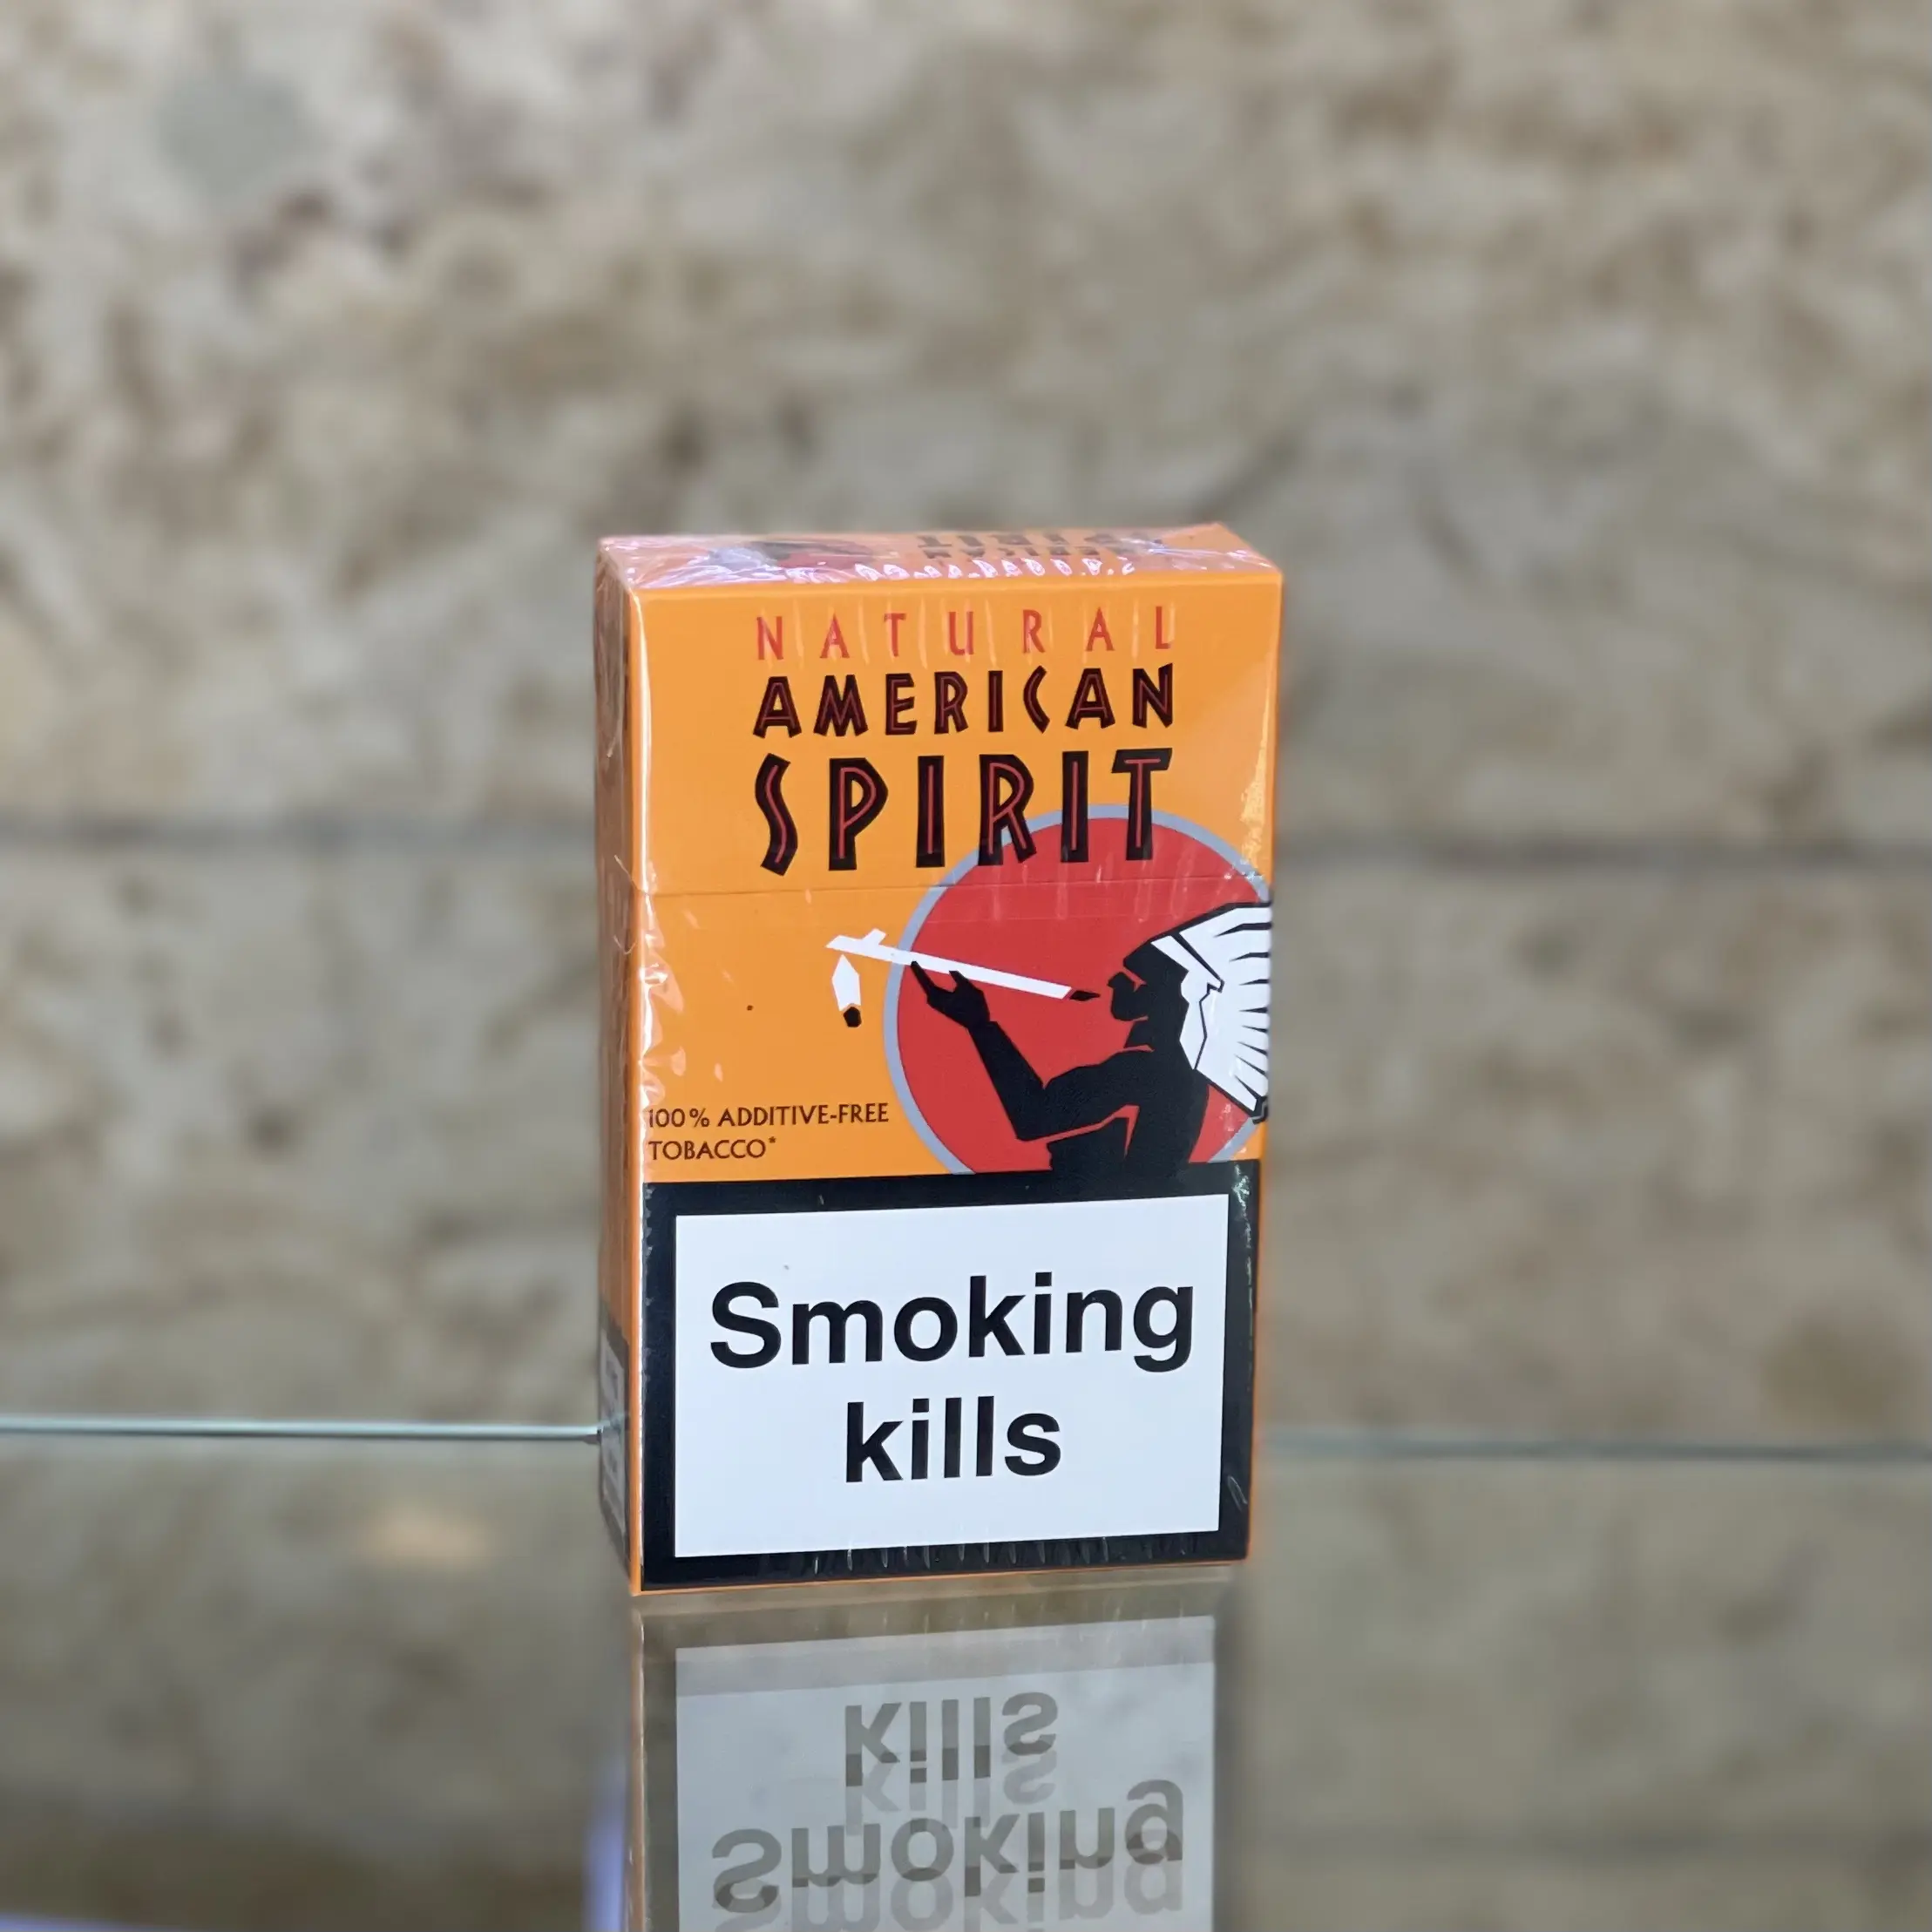 NATURAL
AMERICAN
SPIRIT
100% ADDITIVE-FREE
TOBACCO*
Smoking
kills